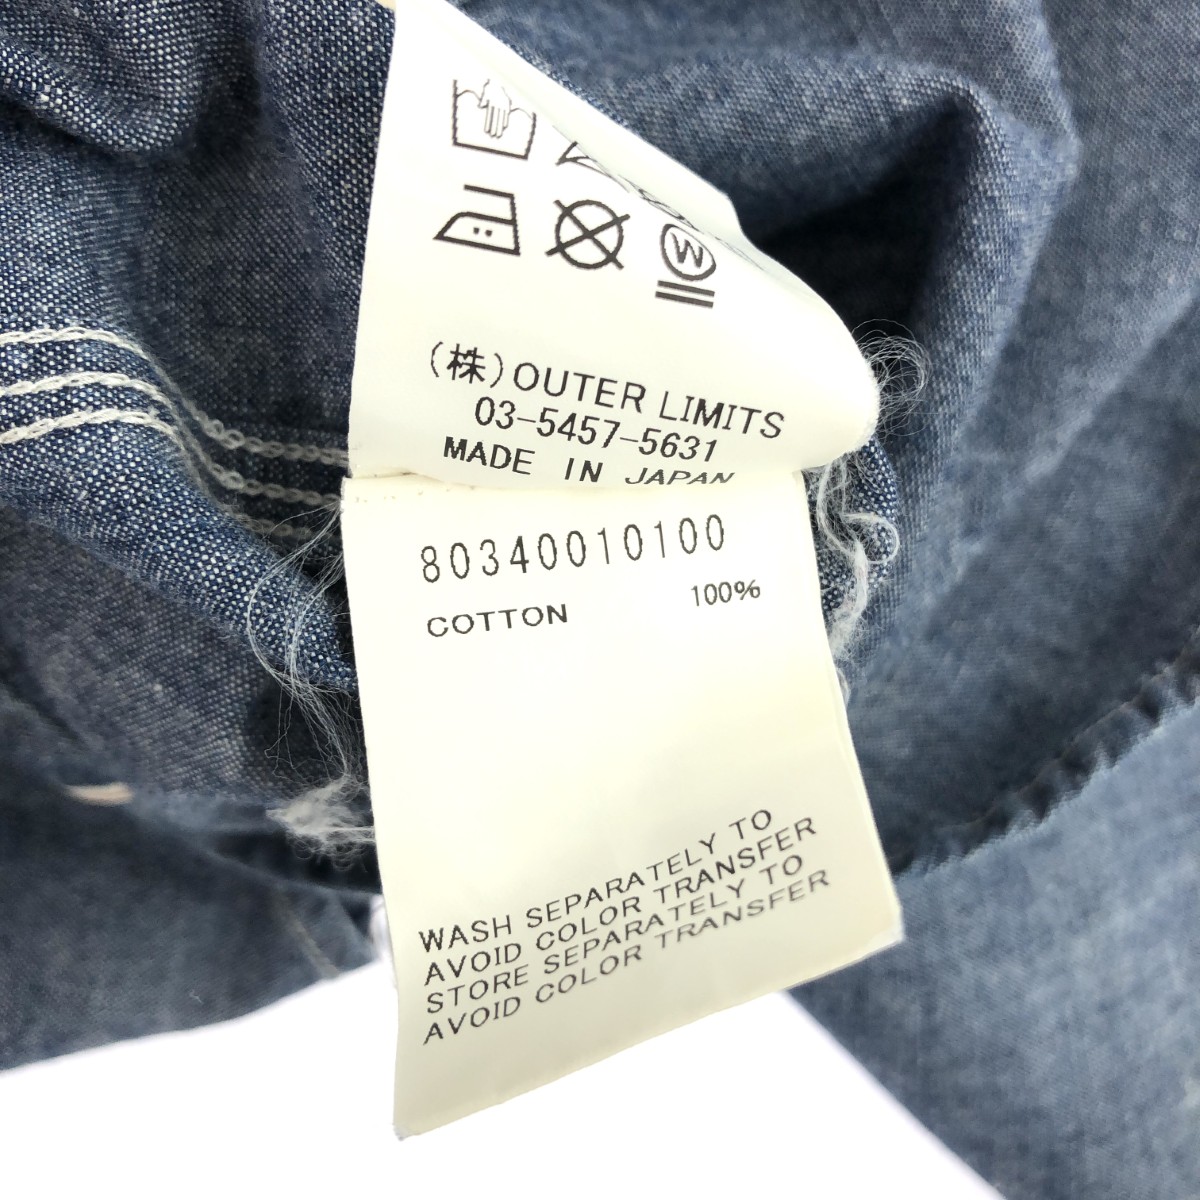 (株)OUTER LIMITS
03-5457-5631
MADE IN JAPAN
80340010100
COTTON 100%
WASH SEPARATELY TO
AVOID COLOR TRANSFER
STORE SEPARATELY TO
AVOID COLOR TRANSFER